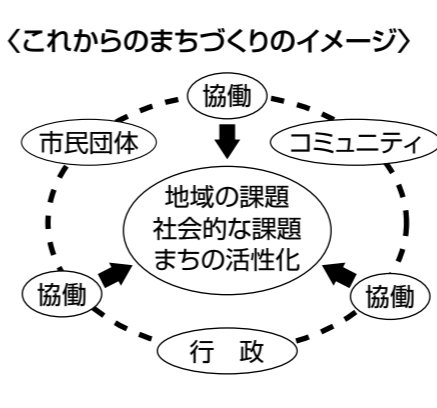 〈これからのまちづくりのイメージ〉
協働
市民団体
コミュニティ
地域の課題
社会的な課題
まちの活性化
協働
協働
行　政